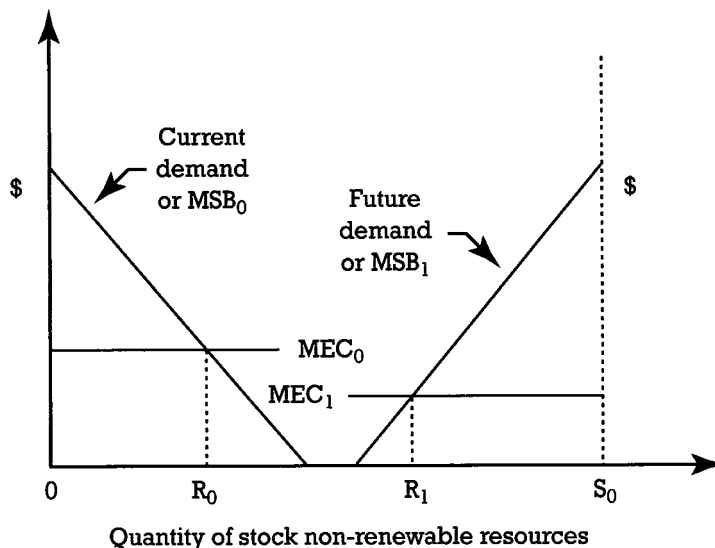 Current
demand
or MSB₀
$
Future
demand
or MSB₁
$
MEC₀
MEC₁
0 R₀ R₁ S₀
Quantity of stock non-renewable resources